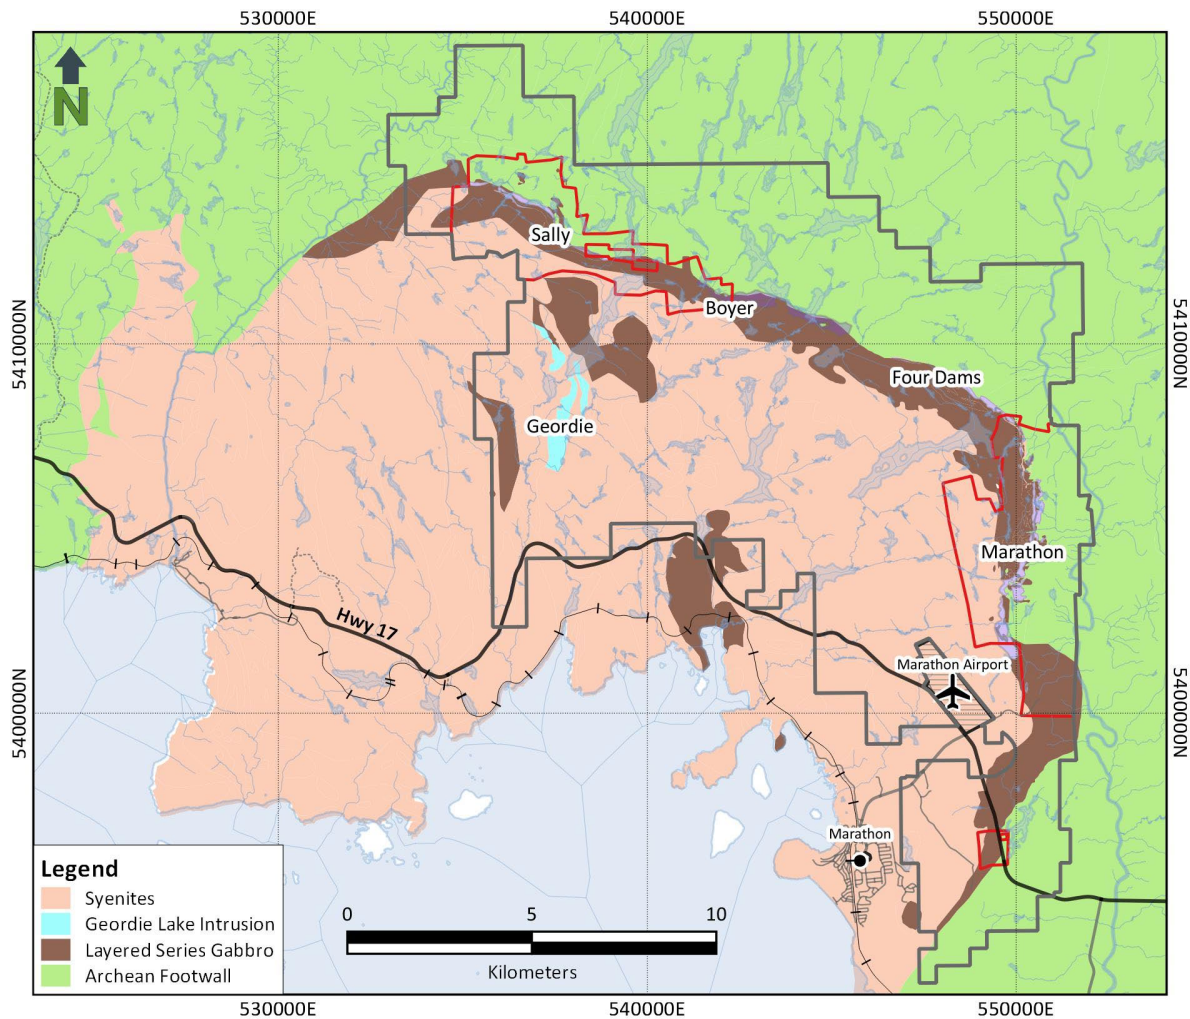 530000E 540000E 550000E
N
Sally
Boyer
5410000N
5410000N
Four Dams
Geordie
Marathon
Hwy 17
Marathon Airport
5400000N
5400000N
Marathon
Legend
Syenites
Geordie Lake Intrusion
Layered Series Gabbro
Archean Footwall
0 5 10
Kilometers
530000E 540000E 550000E